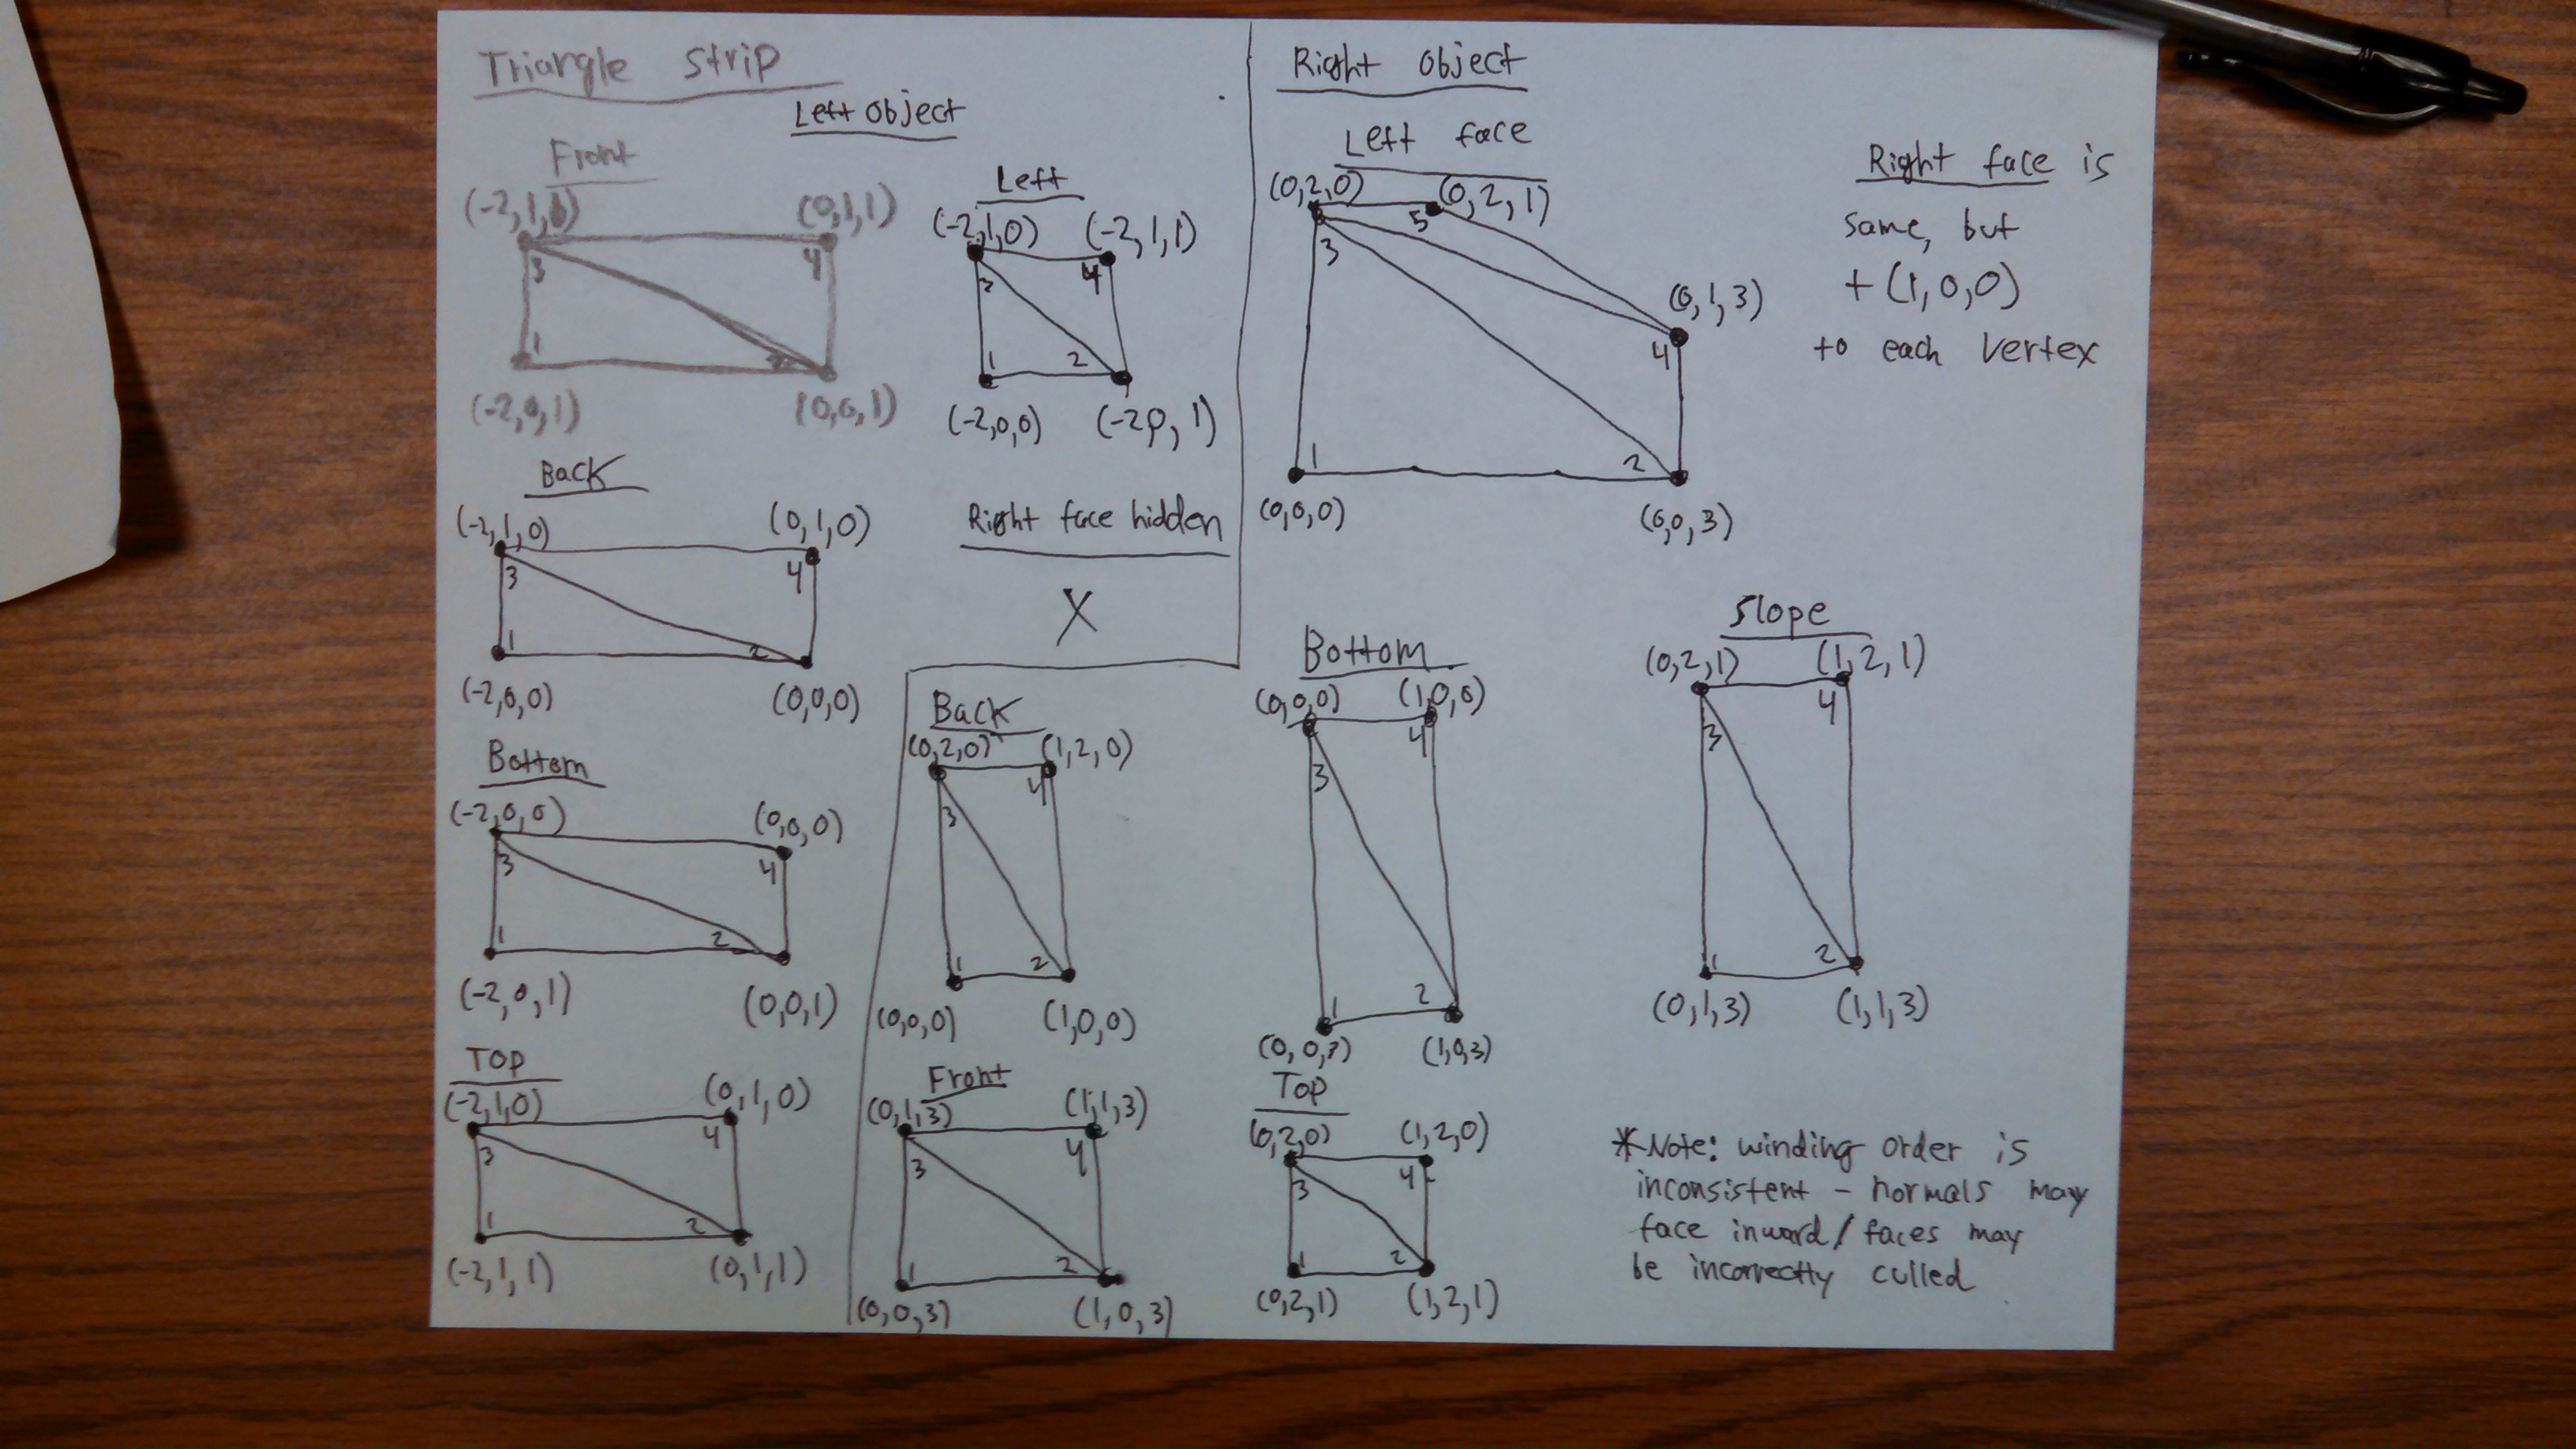 Triangle Strip
Left Object
Front
(-2,1,1) (0,1,1)
3 4
1 2
(-2,0,1) (0,0,1)
Left
(-2,1,0) (-2,1,1)
3 4
1 2
(-2,0,0) (-2,0,1)
Back
(-2,1,0) (0,1,0)
3 4
1 2
(-2,0,0) (0,0,0)
Right face hidden
X
Bottom
(-2,0,0) (0,0,0)
3 4
1 2
(-2,0,1) (0,0,1)
Top
(-2,1,0) (0,1,0)
3 4
1 2
(-2,1,1) (0,1,1)
Right Object
Left face
(0,2,0) (0,2,1)
3 5
(0,1,3)
4
1 2
(0,0,0) (0,0,3)
Right face is
same, but
+(1,0,0)
to each vertex
Back
(0,2,0) (1,2,0)
3 4
1 2
(0,0,0) (1,0,0)
Bottom
(0,0,0) (1,0,0)
3 4
1 2
(0,0,3) (1,0,3)
Slope
(0,2,1) (1,2,1)
3 4
1 2
(0,1,3) (1,1,3)
Front
(0,1,3) (1,1,3)
3 4
1 2
(0,0,3) (1,0,3)
Top
(0,2,0) (1,2,0)
3 4
1 2
(0,2,1) (1,2,1)
*Note: winding order is
inconsistent - normals may
face inward/faces may
be incorrectly culled